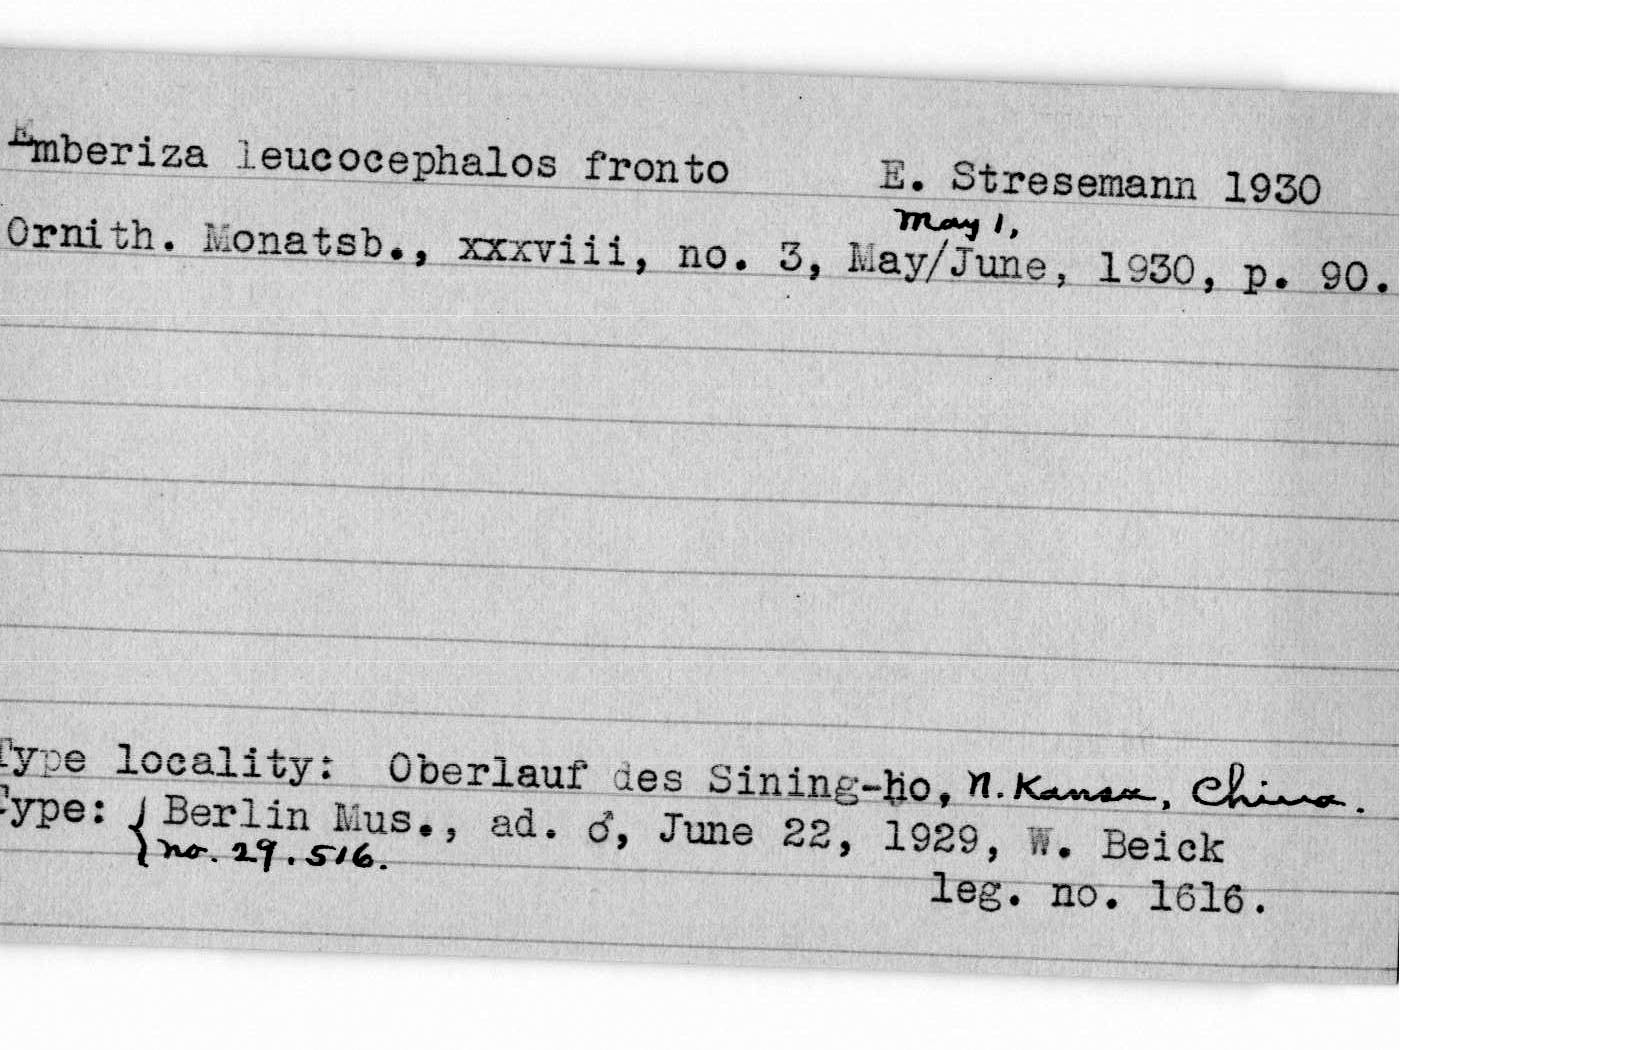 Emberiza leucocephalos fronto E. Stresemann 1930
May 1,
Ornith. Monatsb., xxxviii, no. 3, May/June, 1930, p. 90.
Type locality: Oberlauf des Sining-ho, N. Kansu, China.
Type: { Berlin Mus., ad. ♂, June 22, 1929, W. Beick
no. 29.516.
leg. no. 1616.